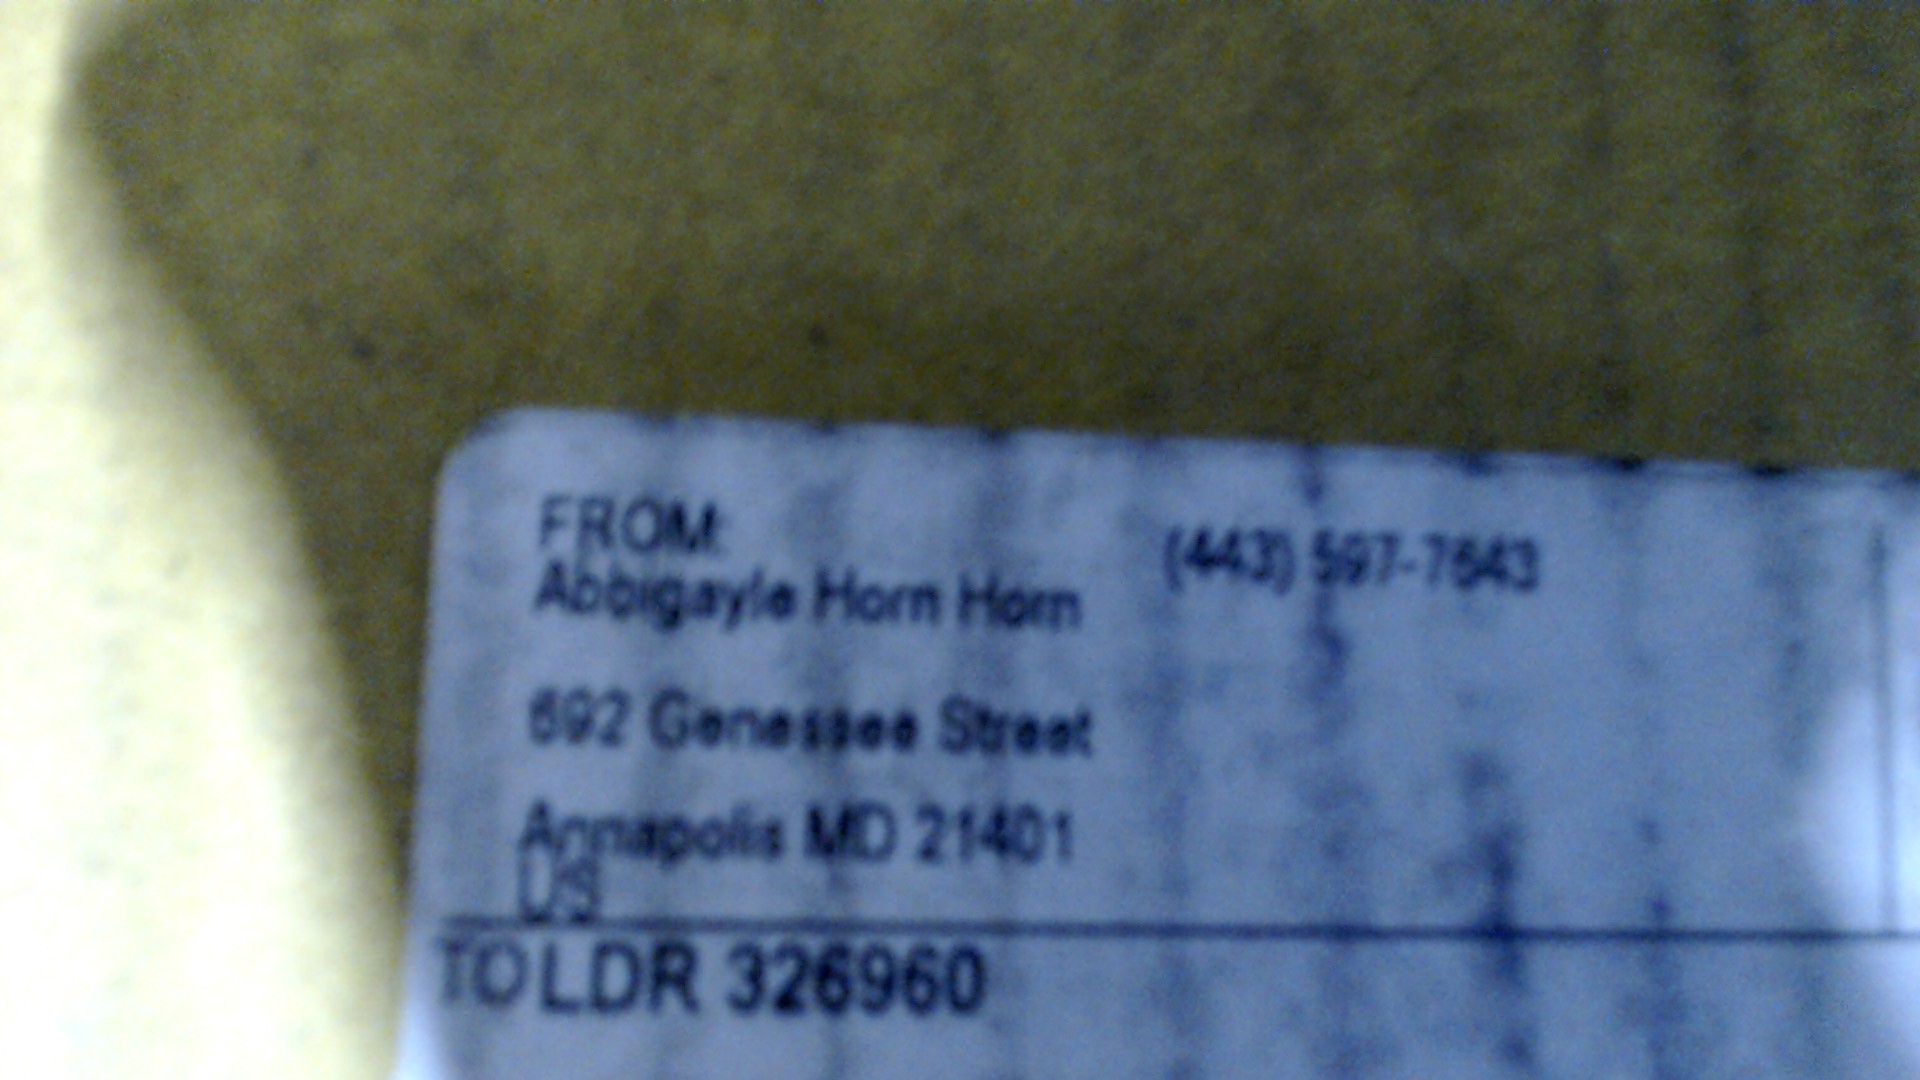 FROM:
Abbigayle Horn Horn
(443) 597-7643
692 Genessee Street
Annapolis MD 21401
US
TO LDR 326960